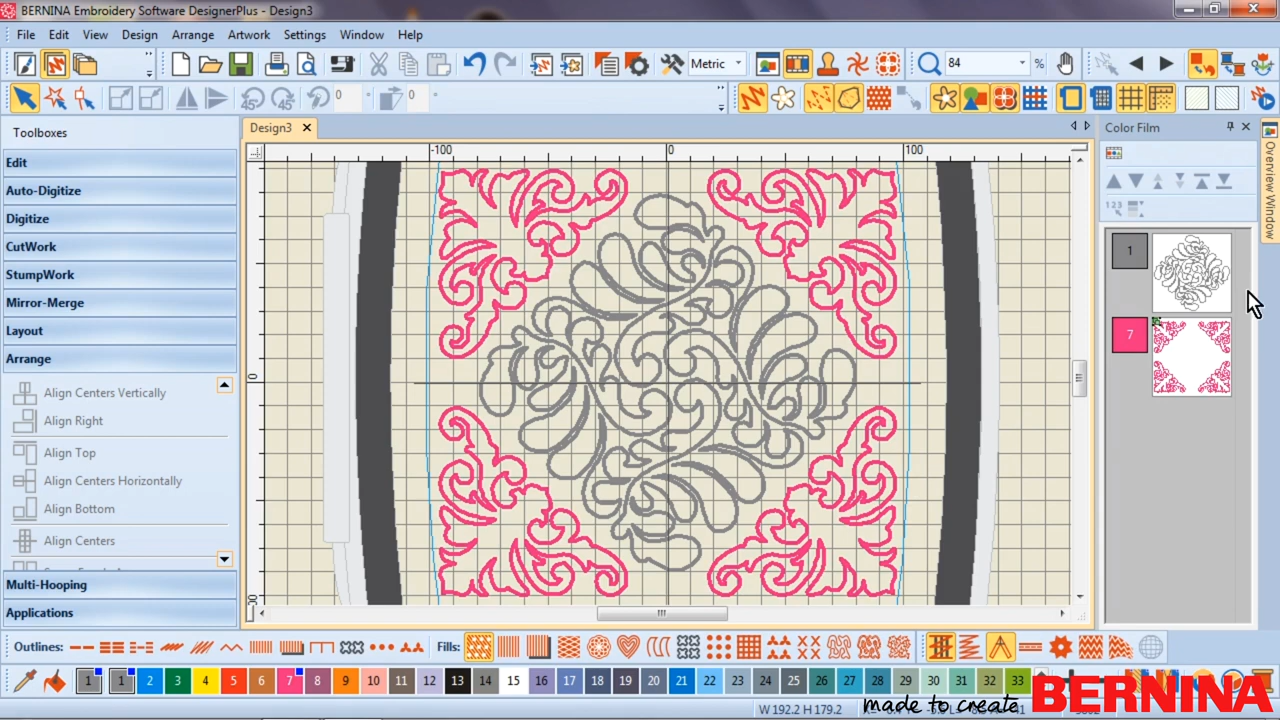 BERNINA Embroidery Software DesignerPlus - Design3
File Edit View Design Arrange Artwork Settings Window Help
Metric 84 %
0 ° 0 °
Toolboxes
Design3
Color Film
Overview Window
Edit
-100 0 100
Auto-Digitize
Digitize
1 2 3
CutWork
1
StumpWork
Mirror-Merge
Layout
7
Arrange
0
Align Centers Vertically
Align Right
Align Top
Align Centers Horizontally
Align Bottom
Align Centers
Multi-Hooping
Applications
Outlines: Fills:
1 1 2 3 4 5 6 7 8 9 10 11 12 13 14 15 16 17 18 19 20 21 22 23 24 25 26 27 28 29 30 31 32 33
W 192.2 H 179.2
made to create BERNINA